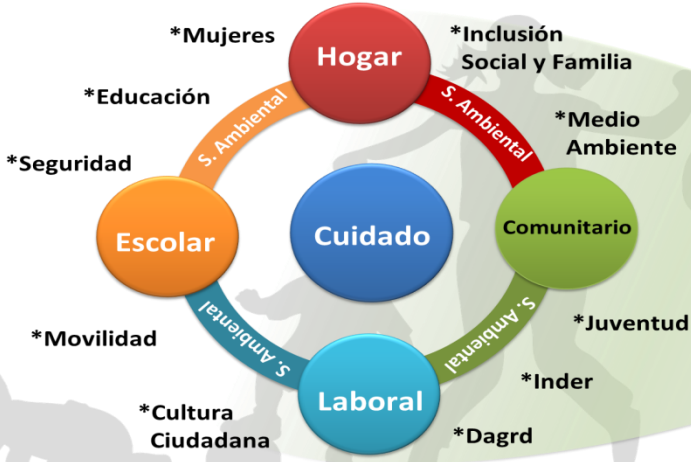 *Mujeres
Hogar
*Inclusión
Social y Familia
*Educación
S. Ambiental
S. Ambiental
*Medio
Ambiente
*Seguridad
Escolar
Cuidado
Comunitario
*Movilidad
S. Ambiental
S. Ambiental
*Juventud
Laboral
*Inder
*Cultura
Ciudadana
*Dagrd